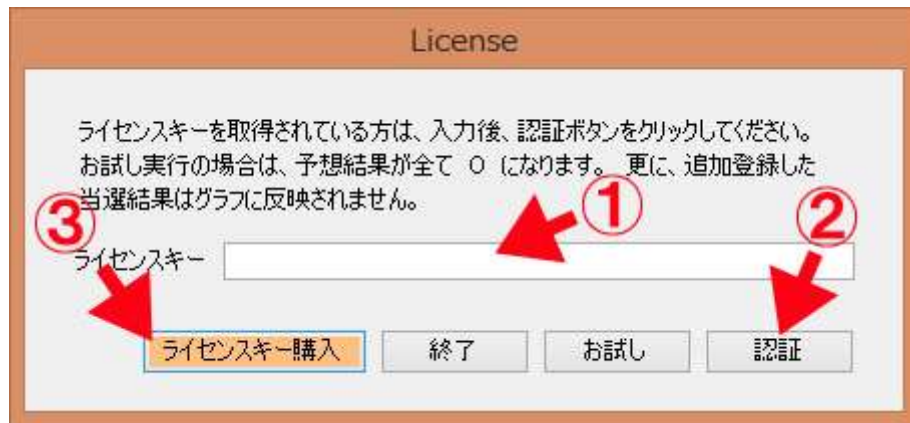 License
ライセンスキーを取得されている方は、入力後、認証ボタンをクリックしてください。
お試し実行の場合は、予想結果が全て 0 になります。 更に、追加登録した
当選結果はグラフに反映されません。
①
②
③
ライセンスキー
ライセンスキー購入 終了 お試し 認証